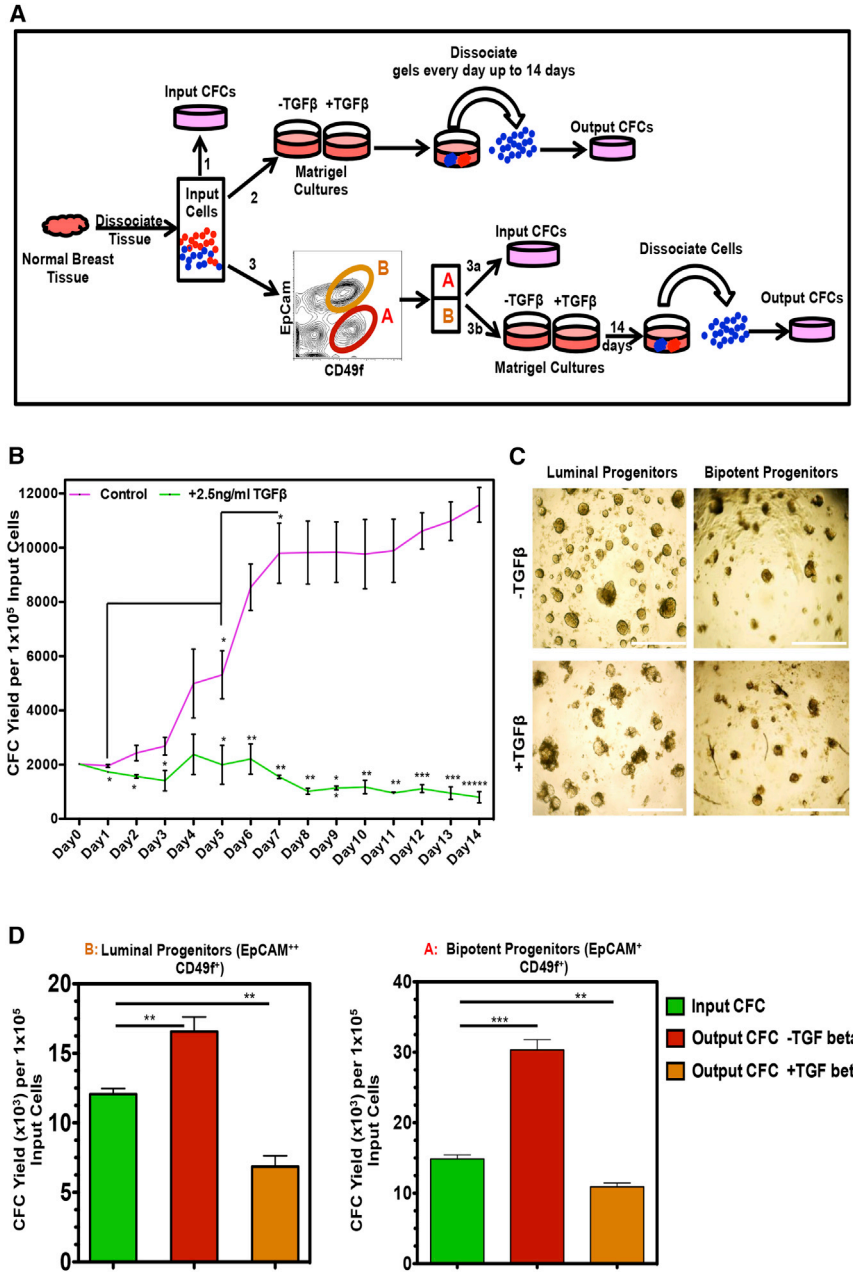 A
Dissociate
gels every day up to 14 days
Input CFCs
-TGFβ +TGFβ
Output CFCs
1
2
Matrigel
Cultures
Input
Cells
Dissociate
Tissue
Normal Breast
Tissue
3
B
A
EpCam
CD49f
A
B
3a
3b
Input CFCs
-TGFβ +TGFβ
Matrigel Cultures
14
days
Dissociate Cells
Output CFCs
B
Control
+2.5ng/ml TGFβ
CFC Yield per 1x10⁵ Input Cells
12000
10000
8000
6000
4000
2000
0
* * *
* * * * ** ** ** * * ** ** *** *** *****
Day0 Day1 Day2 Day3 Day4 Day5 Day6 Day7 Day8 Day9 Day10 Day11 Day12 Day13 Day14
C
Luminal Progenitors Bipotent Progenitors
-TGFβ
+TGFβ
D
B: Luminal Progenitors (EpCAM⁺⁺
CD49f⁺)
CFC Yield (x10³) per 1x10⁵
Input Cells
20
15
10
5
0
**
**
A: Bipotent Progenitors (EpCAM⁺
CD49f⁺)
CFC Yield (x10³) per 1x10⁵
Input Cells
40
30
20
10
0
**
***
Input CFC
Output CFC -TGF beta
Output CFC +TGF bet